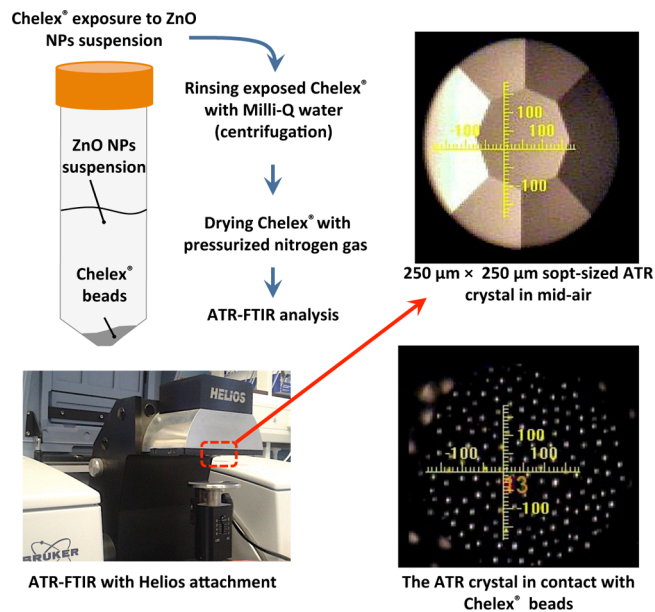 Chelex® exposure to ZnO
NPs suspension
Rinsing exposed Chelex®
with Milli-Q water
(centrifugation)
ZnO NPs
suspension
Drying Chelex® with
pressurized nitrogen gas
Chelex®
beads
ATR-FTIR analysis
100
-100
100
-100
250 µm × 250 µm sopt-sized ATR
crystal in mid-air
HELIOS
BRUKER
ATR-FTIR with Helios attachment
100
-100
100
13
-100
The ATR crystal in contact with
Chelex® beads